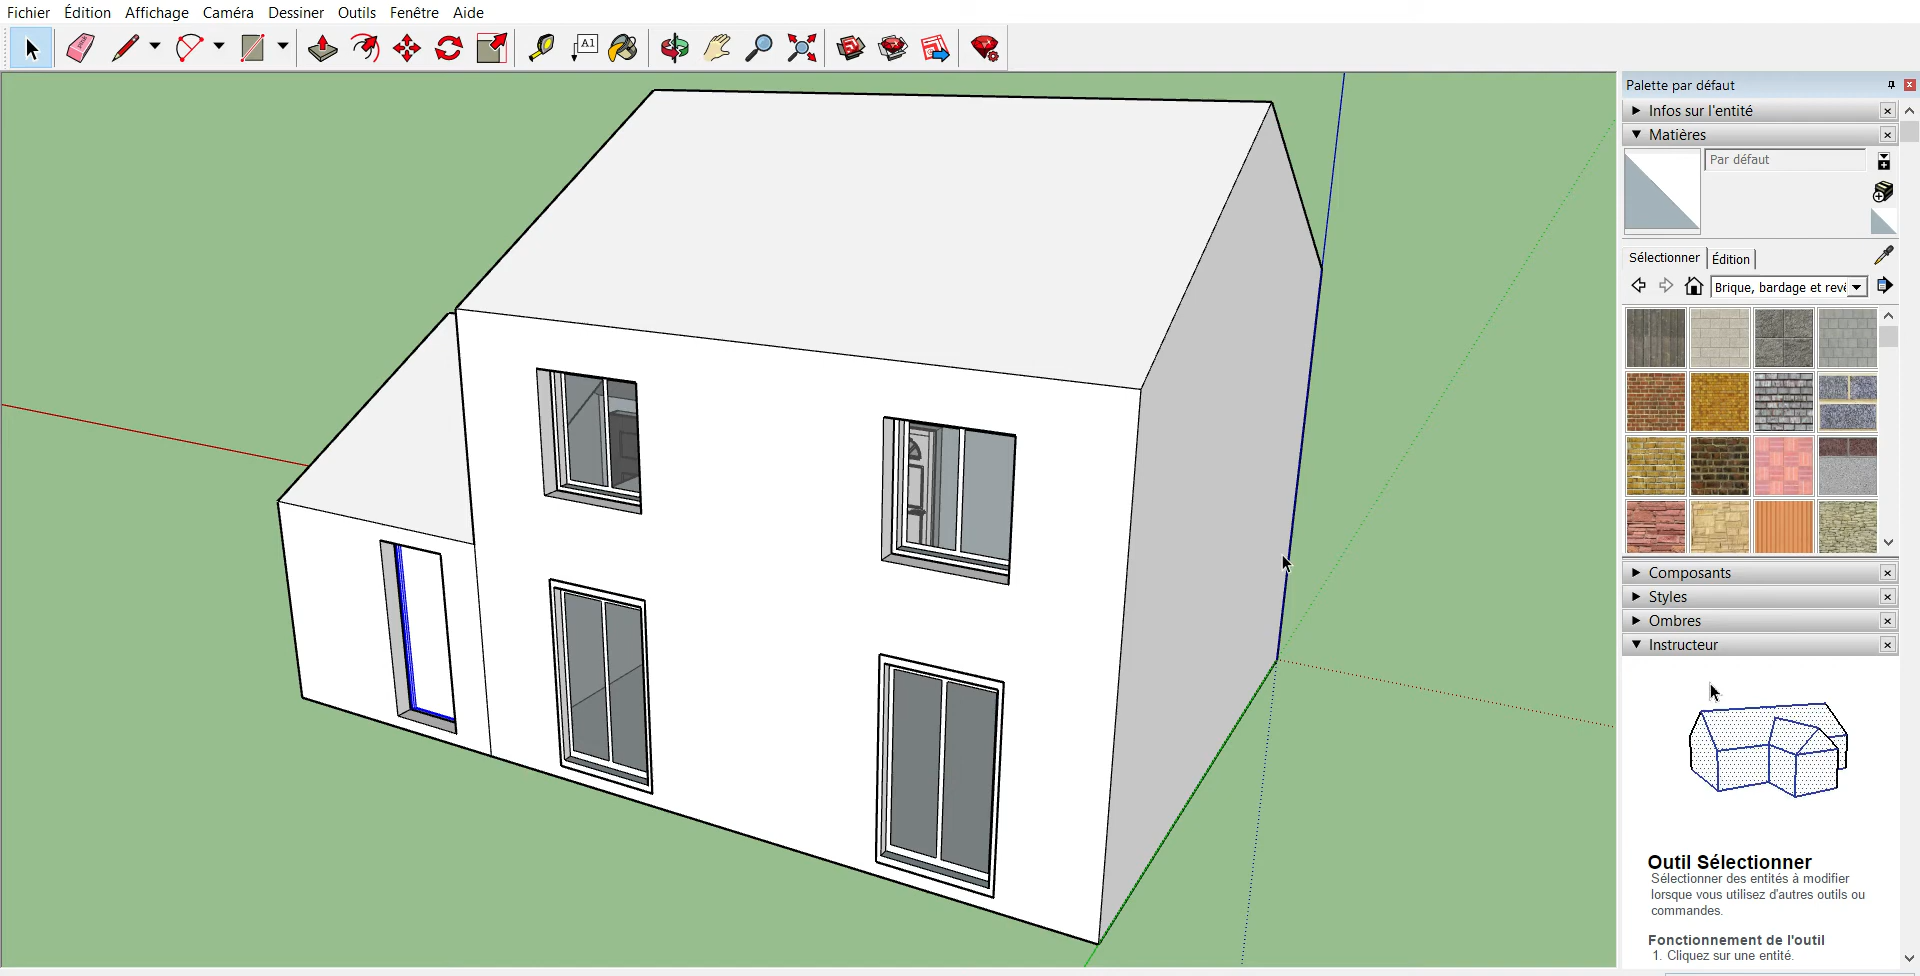 Fichier Édition Affichage Caméra Dessiner Outils Fenêtre Aide
A1
Palette par défaut
Infos sur l'entité
Matières
Par défaut
Sélectionner Édition
Brique, bardage et revê
Composants
Styles
Ombres
Instructeur
Outil Sélectionner
Sélectionner des entités à modifier
lorsque vous utilisez d'autres outils ou
commandes.
Fonctionnement de l'outil
1. Cliquez sur une entité.